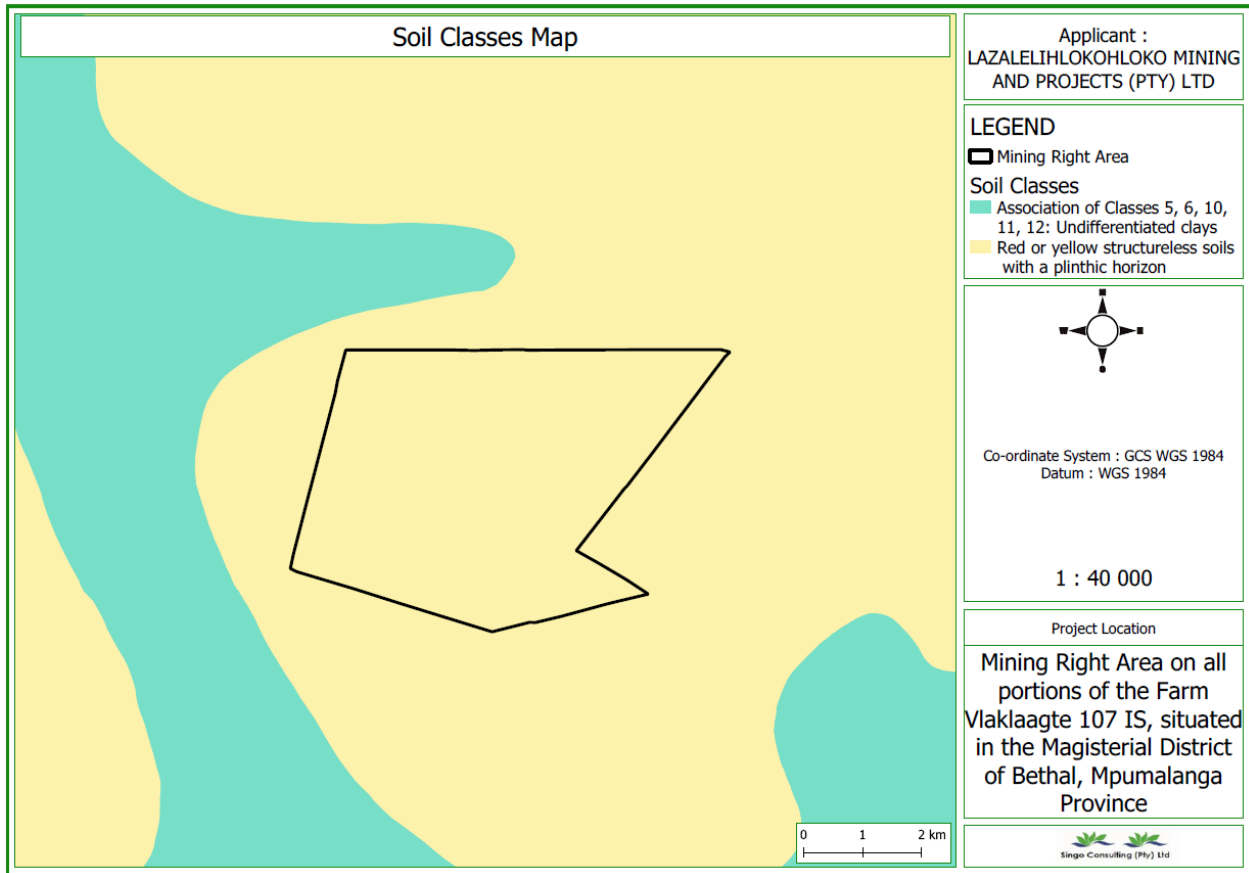 Soil Classes Map
Applicant :
LAZALELIHLOKOHLOKO MINING
AND PROJECTS (PTY) LTD
LEGEND
Mining Right Area
Soil Classes
Association of Classes 5, 6, 10,
11, 12: Undifferentiated clays
Red or yellow structureless soils
with a plinthic horizon
Co-ordinate System : GCS WGS 1984
Datum : WGS 1984
1 : 40 000
Project Location
Mining Right Area on all
portions of the Farm
Vlaklaagte 107 IS, situated
in the Magisterial District
of Bethal, Mpumalanga
Province
0 1 2 km
Singo Consulting (Pty) Ltd